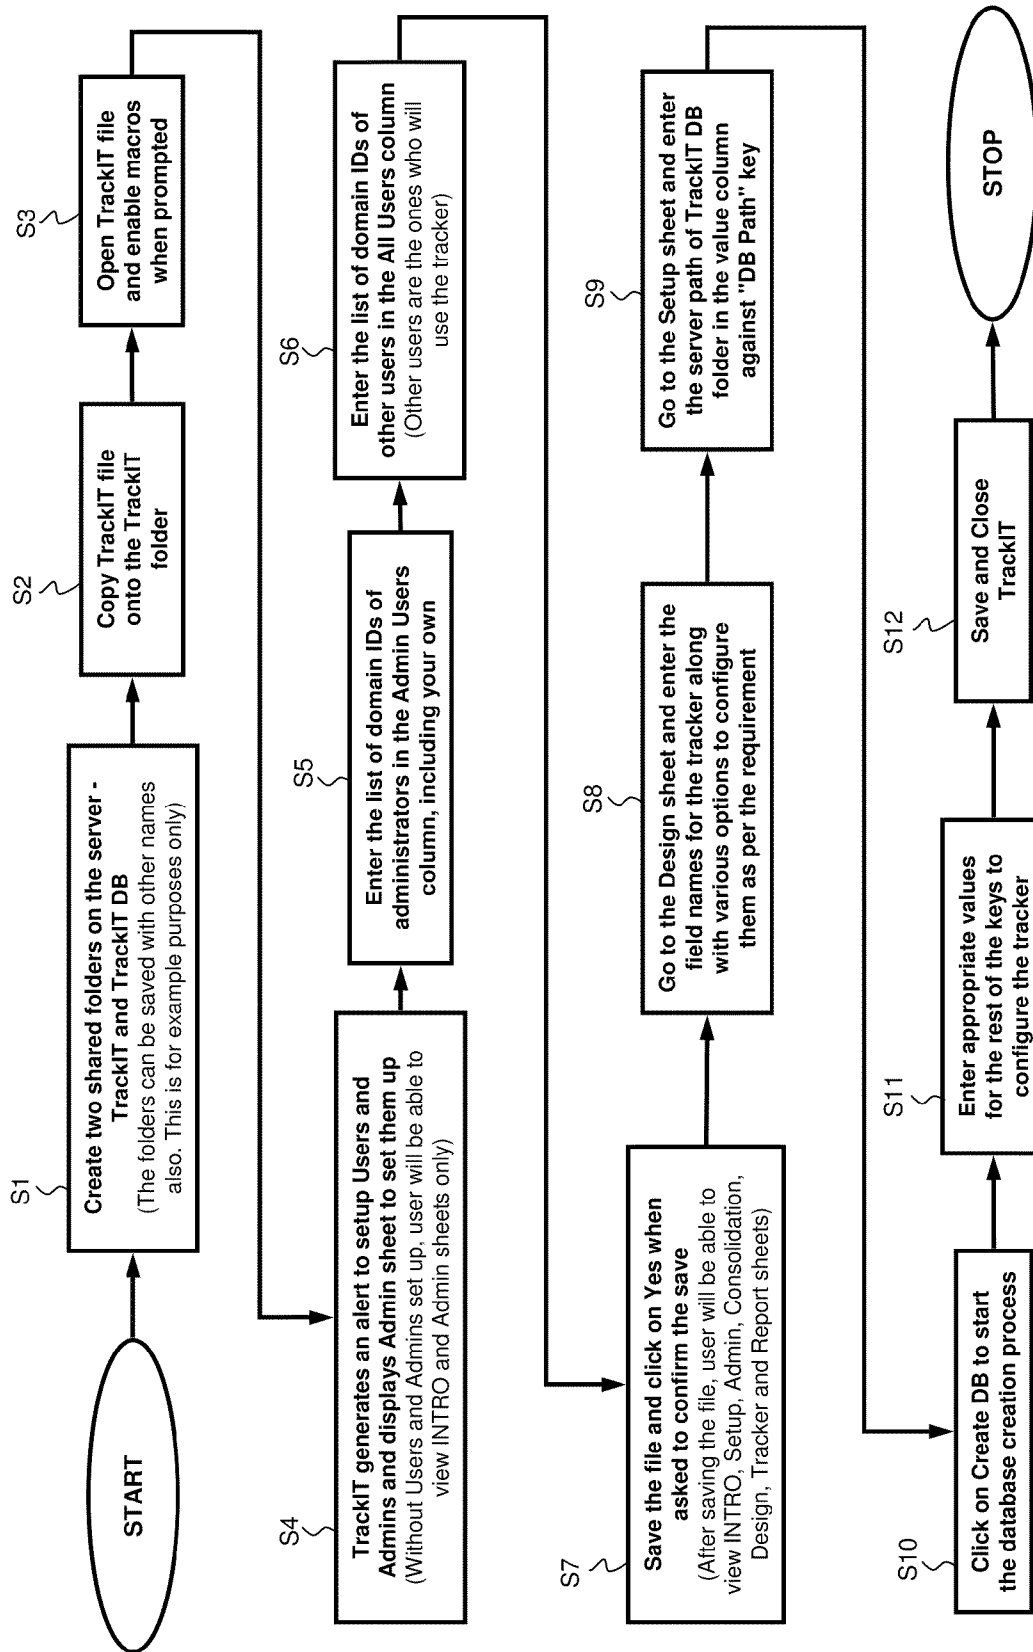 START
S1
Create two shared folders on the server -
TrackIT and TrackIT DB
(The folders can be saved with other names
also. This is for example purposes only)
S2
Copy TrackIT file
onto the TrackIT
folder
S3
Open TrackIT file
and enable macros
when prompted
S4
TrackIT generates an alert to setup Users and
Admins and displays Admin sheet to set them up
(Without Users and Admins set up, user will be able to
view INTRO and Admin sheets only)
S5
Enter the list of domain IDs of
administrators in the Admin Users
column, including your own
S6
Enter the list of domain IDs of
other users in the All Users column
(Other users are the ones who will
use the tracker)
S7
Save the file and click on Yes when
asked to confirm the save
(After saving the file, user will be able to
view INTRO, Setup, Admin, Consolidation,
Design, Tracker and Report sheets)
S8
Go to the Design sheet and enter the
field names for the tracker along
with various options to configure
them as per the requirement
S9
Go to the Setup sheet and enter
the server path of TrackIT DB
folder in the value column
against "DB Path" key
S10
Click on Create DB to start
the database creation process
S11
Enter appropriate values
for the rest of the keys to
configure the tracker
S12
Save and Close
TrackIT
STOP